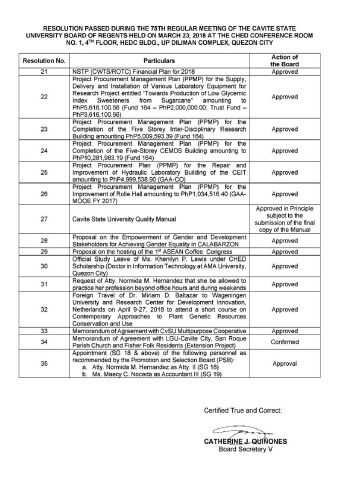 RESOLUTION PASSED DURING THE 75TH REGULAR MEETING OF THE CAVITE STATE
UNIVERSITY BOARD OF REGENTS HELD ON MARCH 23, 2018 AT THE CHED CONFERENCE ROOM
NO. 1, 4TH FLOOR, HEDC BLDG., UP DILIMAN COMPLEX, QUEZON CITY
Resolution No. Particulars Action of the Board
21 NSTP (CWTS/ROTC) Financial Plan for 2018 Approved
Project Procurement Management Plan (PPMP) for the Supply,
Delivery and Installation of Various Laboratory Equipment for
22 Research Project entitled "Towards Production of Low Glycemic Approved
Index Sweeteners from Sugarcane" amounting to
PhP5,616,100.56 (Fund 164 – PhP2,000,000.00; Trust Fund –
PhP3,616,100.56)
23 Project Procurement Management Plan (PPMP) for the Approved
Completion of the Five Storey Inter-Disciplinary Research
Building amounting PhP5,009,593.39 (Fund 164)
24 Project Procurement Management Plan (PPMP) for the Approved
Completion of the Five-Storey CEMDS Building amounting to
PhP10,281,983.19 (Fund 164)
25 Project Procurement Plan (PPMP) for the Repair and Approved
Improvement of Hydraulic Laboratory Building of the CEIT
amounting to PhP4,999,538.90 (GAA-CO)
26 Project Procurement Management Plan (PPMP) for the Approved
Improvement of Rolle Hall amounting to PhP1,034,516.40 (GAA-
MOOE FY 2017)
27 Cavite State University Quality Manual Approved in Principle
subject to the
submission of the final
copy of the Manual
28 Proposal on the Empowerment of Gender and Development Approved
Stakeholders for Achieving Gender Equality in CALABARZON
29 Proposal on the hosting of the 1st ASEAN Coffee Congress Approved
30 Official Study Leave of Ms. Khenilyn P. Lewis under CHED Approved
Scholarship (Doctor in Information Technology at AMA University,
Quezon City)
31 Request of Atty. Normida M. Hernandez that she be allowed to Approved
practice her profession beyond office hours and during weekends
32 Foreign Travel of Dr. Miriam D. Baltazar to Wageningen Approved
University and Research Center for Development Innovation,
Netherlands on April 9-27, 2018 to attend a short course on
Contemporary Approaches to Plant Genetic Resources
Conservation and Use
33 Memorandum of Agreement with CvSU Multipurpose Cooperative Approved
34 Memorandum of Agreement with LGU-Cavite City, San Roque Confirmed
Parish Church and Fisher Folk Residents (Extension Project)
35 Appointment (SG 18 & above) of the following personnel as Approval
recommended by the Promotion and Selection Board (PSB):
a. Atty. Normida M. Hernandez as Atty. II (SG 18)
b. Ms. Maecy C. Noceda as Accountant III (SG 19)
Certified True and Correct:
CATHERINE J. QUIÑONES
Board Secretary V